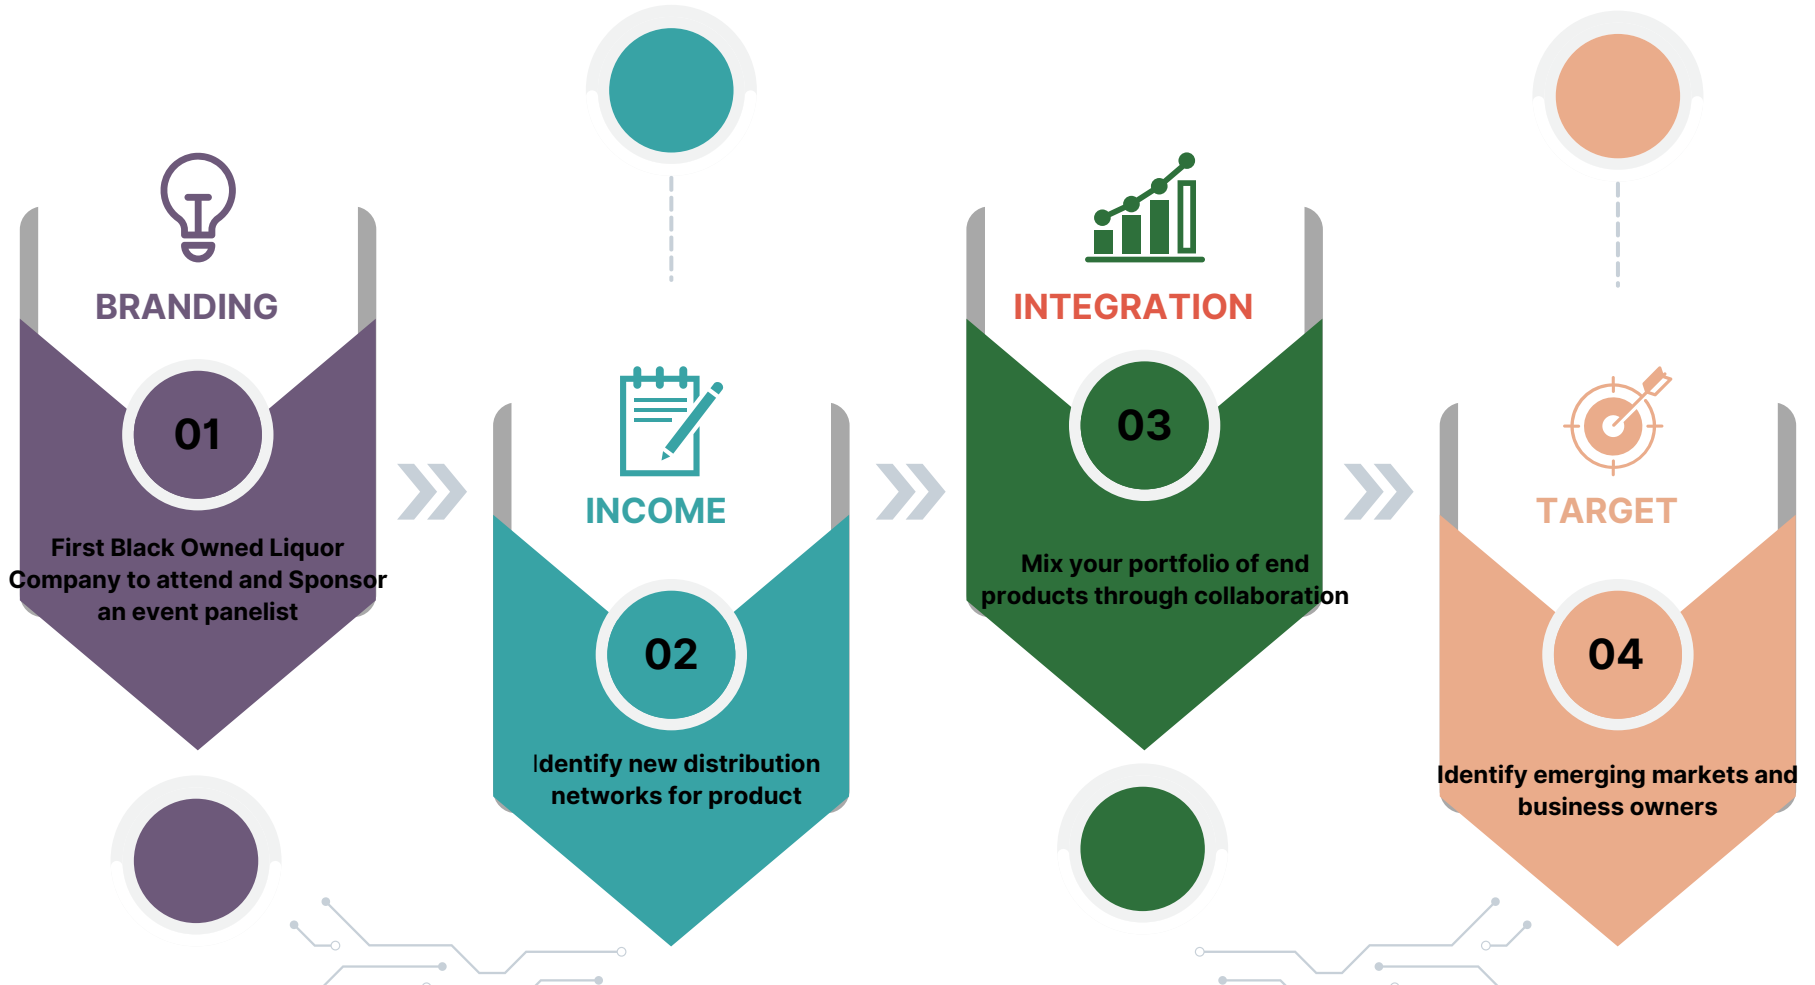 BRANDING
01
First Black Owned Liquor
Company to attend and Sponsor
an event panelist
INCOME
02
Identify new distribution
networks for product
INTEGRATION
03
Mix your portfolio of end
products through collaboration
TARGET
04
Identify emerging markets and
business owners